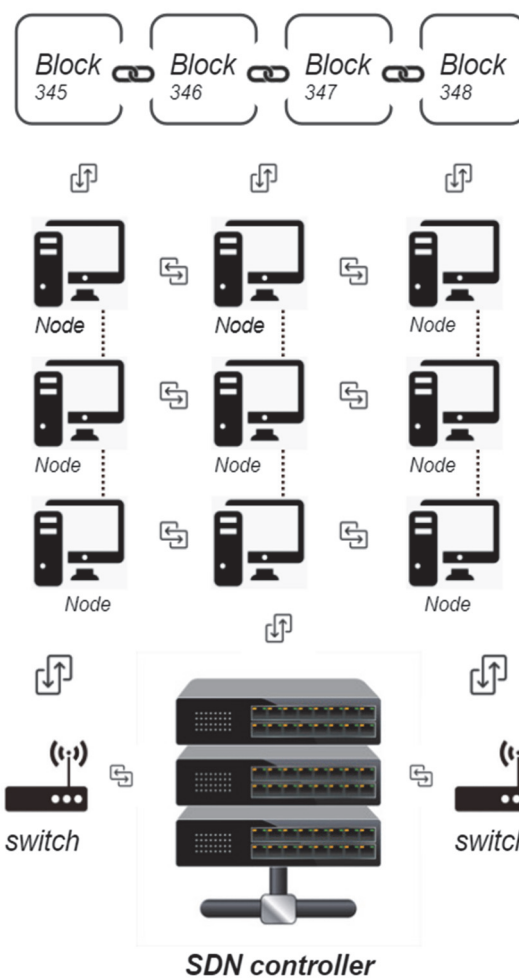 Block Block Block Block
345 346 347 348
Node Node Node
Node Node Node
Node Node
switch switch
SDN controller